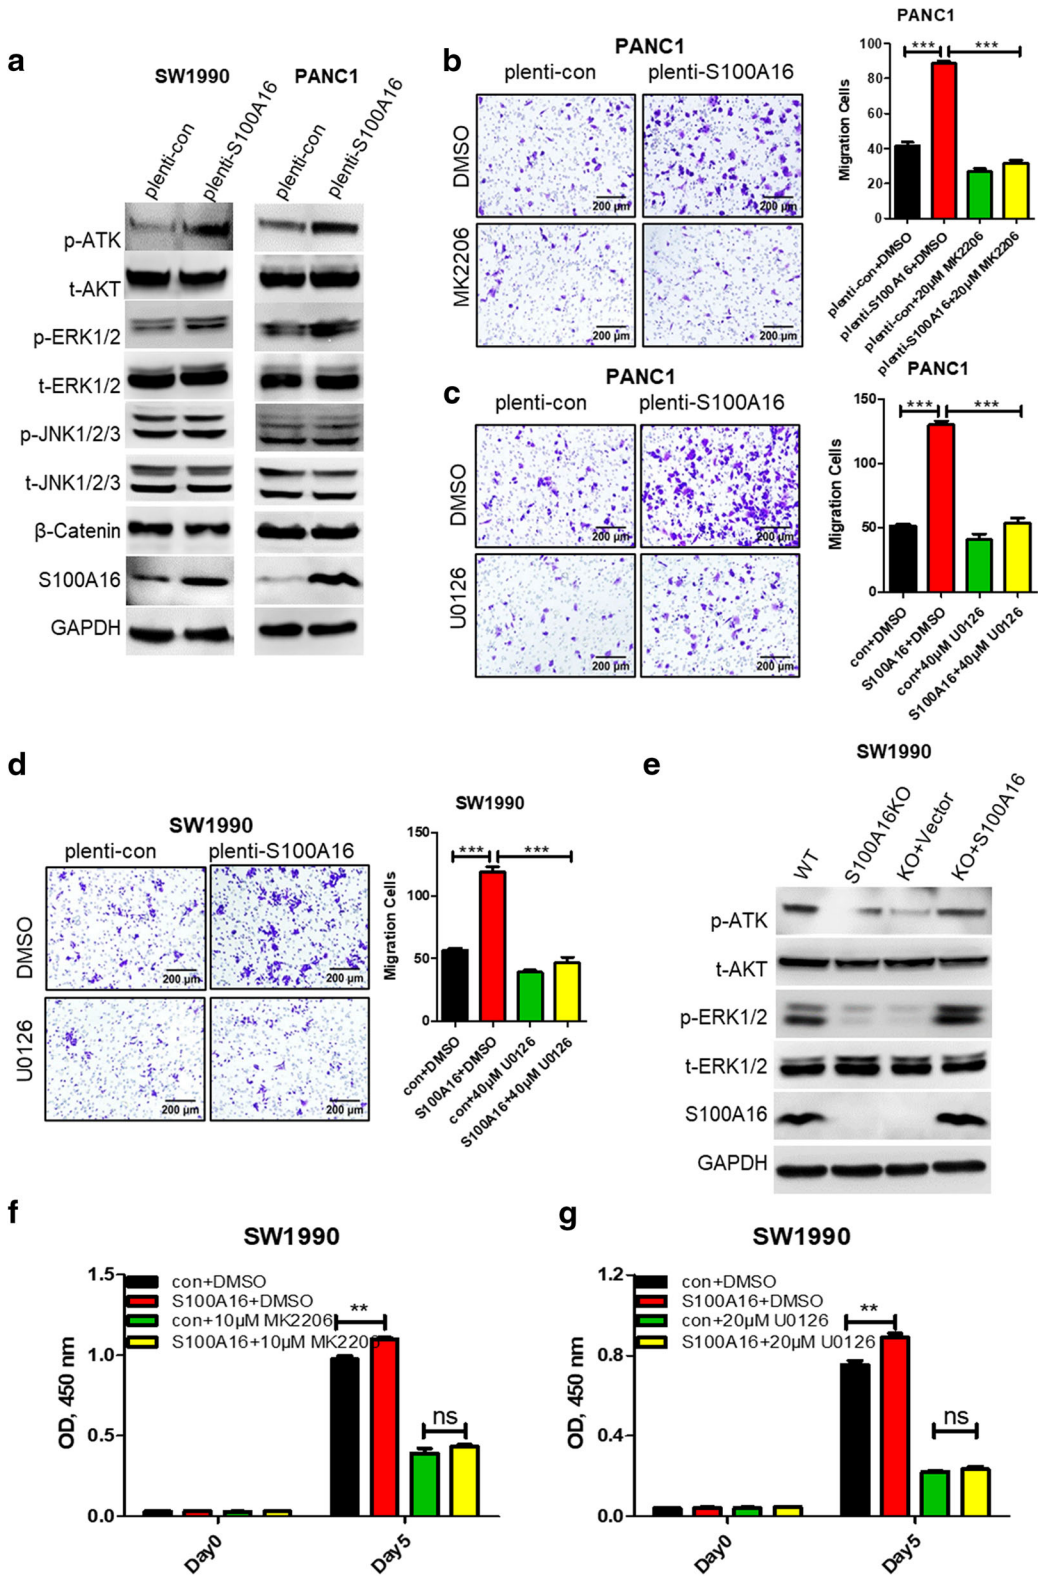 a
SW1990
PANC1
plenti-con
plenti-S100A16
plenti-con
plenti-S100A16
p-ATK
t-AKT
p-ERK1/2
t-ERK1/2
p-JNK1/2/3
t-JNK1/2/3
β-Catenin
S100A16
GAPDH
b
PANC1
plenti-con
plenti-S100A16
DMSO
MK2206
200 µm
200 µm
200 µm
200 µm
PANC1
Migration Cells
100
80
60
40
20
0
***
***
plenti-con+DMSO
plenti-S100A16+DMSO
plenti-con+20µM MK2206
plenti-S100A16+20µM MK2206
c
PANC1
plenti-con
plenti-S100A16
DMSO
U0126
200 µm
200 µm
200 µm
200 µm
PANC1
Migration Cells
150
100
50
0
***
***
con+DMSO
S100A16+DMSO
con+40µM U0126
S100A16+40µM U0126
d
SW1990
plenti-con
plenti-S100A16
DMSO
U0126
200 µm
200 µm
200 µm
200 µm
SW1990
Migration Cells
150
100
50
0
***
***
con+DMSO
S100A16+DMSO
con+40µM U0126
S100A16+40µM U0126
e
SW1990
WT
S100A16KO
KO+Vector
KO+S100A16
p-ATK
t-AKT
p-ERK1/2
t-ERK1/2
S100A16
GAPDH
f
SW1990
OD, 450 nm
1.5
1.0
0.5
0.0
con+DMSO
S100A16+DMSO
con+10µM MK2206
S100A16+10µM MK2206
**
ns
Day0
Day5
g
SW1990
OD, 450 nm
1.2
0.8
0.4
0.0
con+DMSO
S100A16+DMSO
con+20µM U0126
S100A16+20µM U0126
**
ns
Day0
Day5